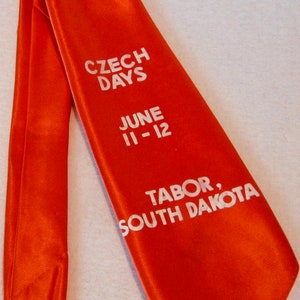 CZECH
DAYS
JUNE
11-12
TABOR,
SOUTH DAKOTA